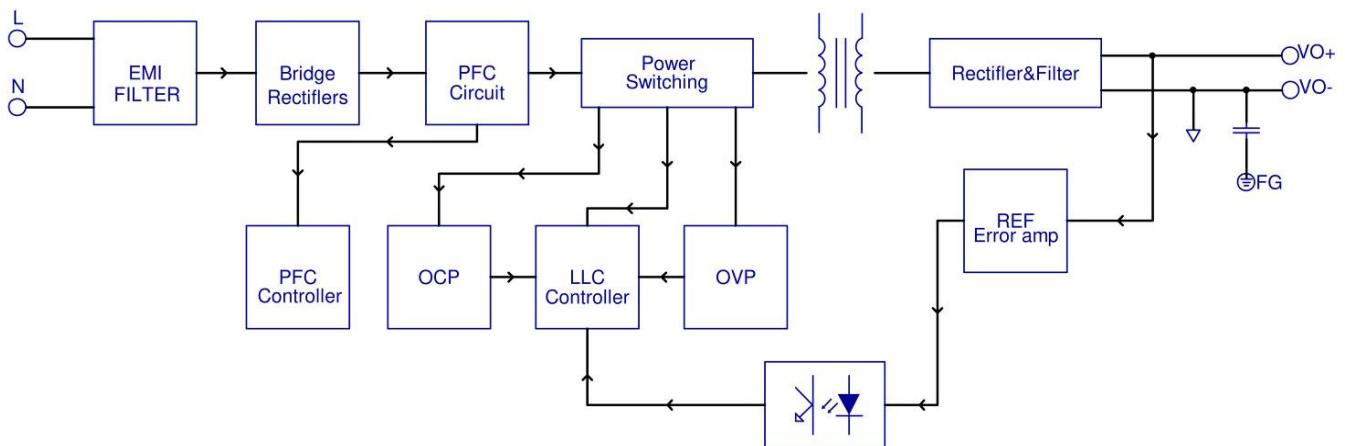 L
N
EMI
FILTER
Bridge
Rectiflers
PFC
Circuit
Power
Switching
Rectifler&Filter
VO+
VO-
FG
REF
Error amp
PFC
Controller
OCP
LLC
Controller
OVP